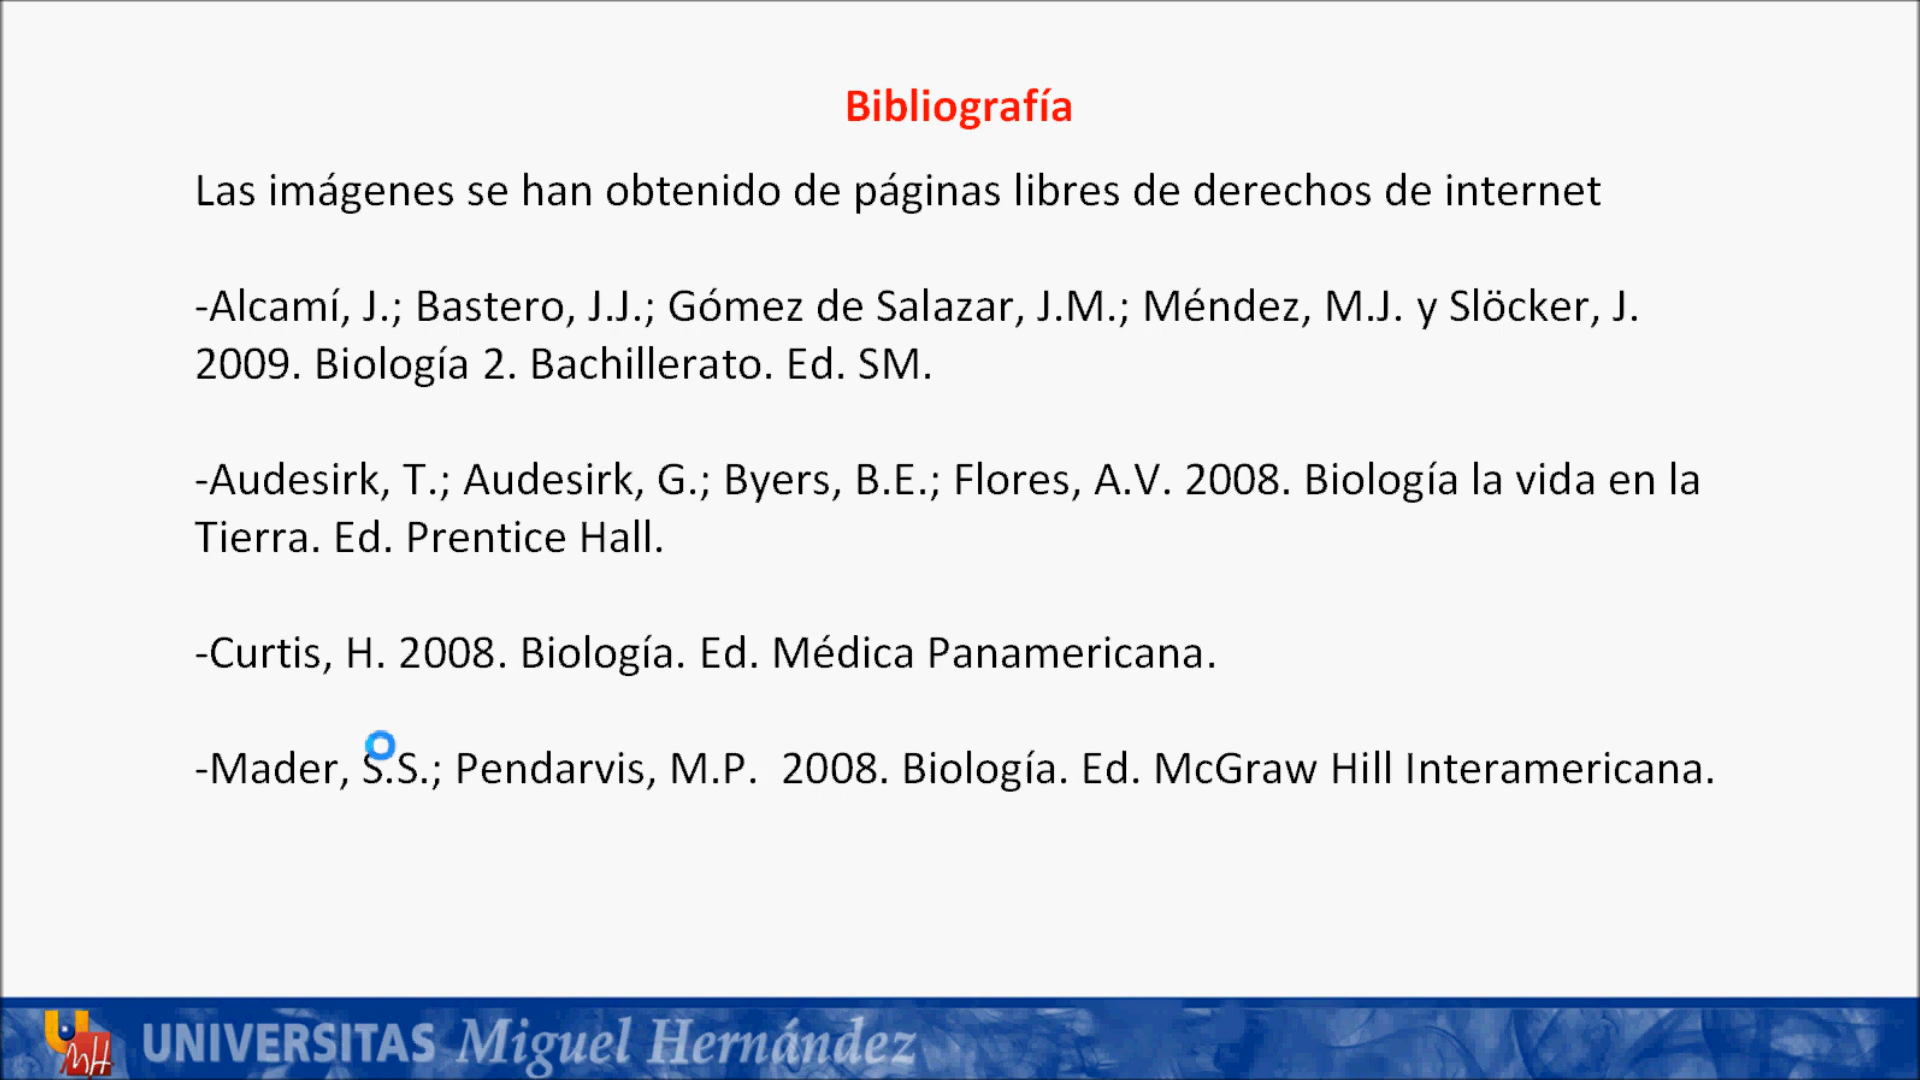 Bibliografía
Las imágenes se han obtenido de páginas libres de derechos de internet
-Alcamí, J.; Bastero, J.J.; Gómez de Salazar, J.M.; Méndez, M.J. y Slöcker, J.
2009. Biología 2. Bachillerato. Ed. SM.
-Audesirk, T.; Audesirk, G.; Byers, B.E.; Flores, A.V. 2008. Biología la vida en la
Tierra. Ed. Prentice Hall.
-Curtis, H. 2008. Biología. Ed. Médica Panamericana.
-Mader, S.S.; Pendarvis, M.P.  2008. Biología. Ed. McGraw Hill Interamericana.
UMH UNIVERSITAS Miguel Hernández